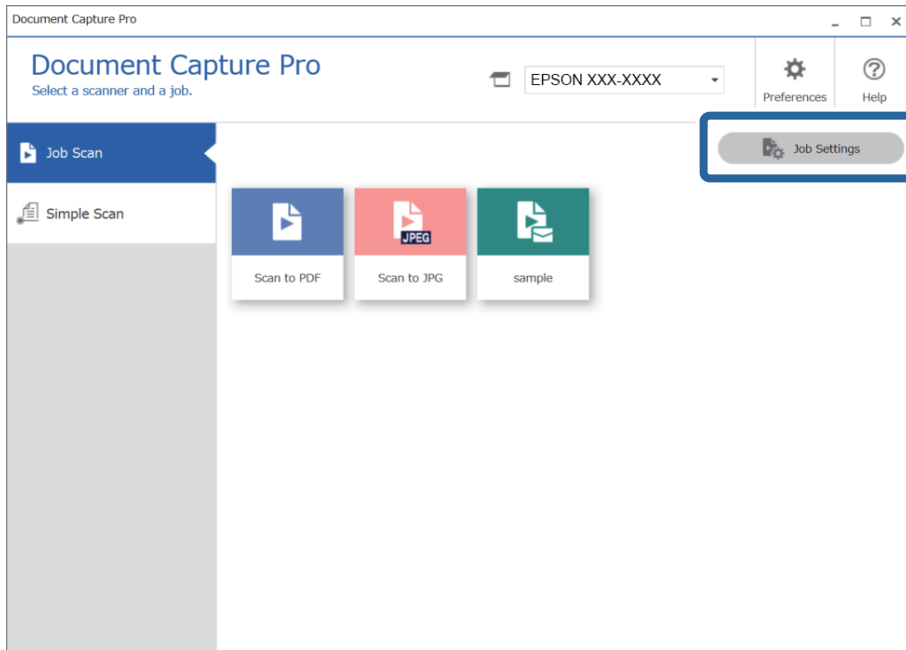 Document Capture Pro
Document Capture Pro
Select a scanner and a job.
EPSON XXX-XXXX
Preferences
Help
Job Scan
Job Settings
Simple Scan
JPEG
Scan to PDF
Scan to JPG
sample